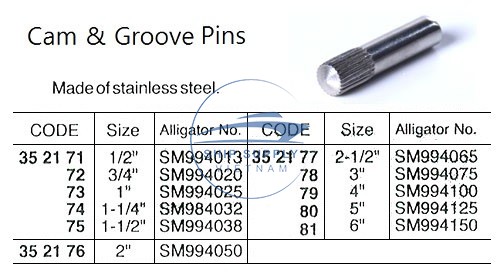 Cam & Groove Pins
Made of stainless steel.
CODE Size Alligator No. CODE Size Alligator No.
35 21 71 1/2" SM994013 35 21 77 2-1/2" SM994065
72 3/4" SM994020 78 3" SM994075
73 1" SM994025 79 4" SM994100
74 1-1/4" SM984032 80 5" SM994125
75 1-1/2" SM994038 81 6" SM994150
35 21 76 2" SM994050
SHIP SUPPLY
VIETNAM